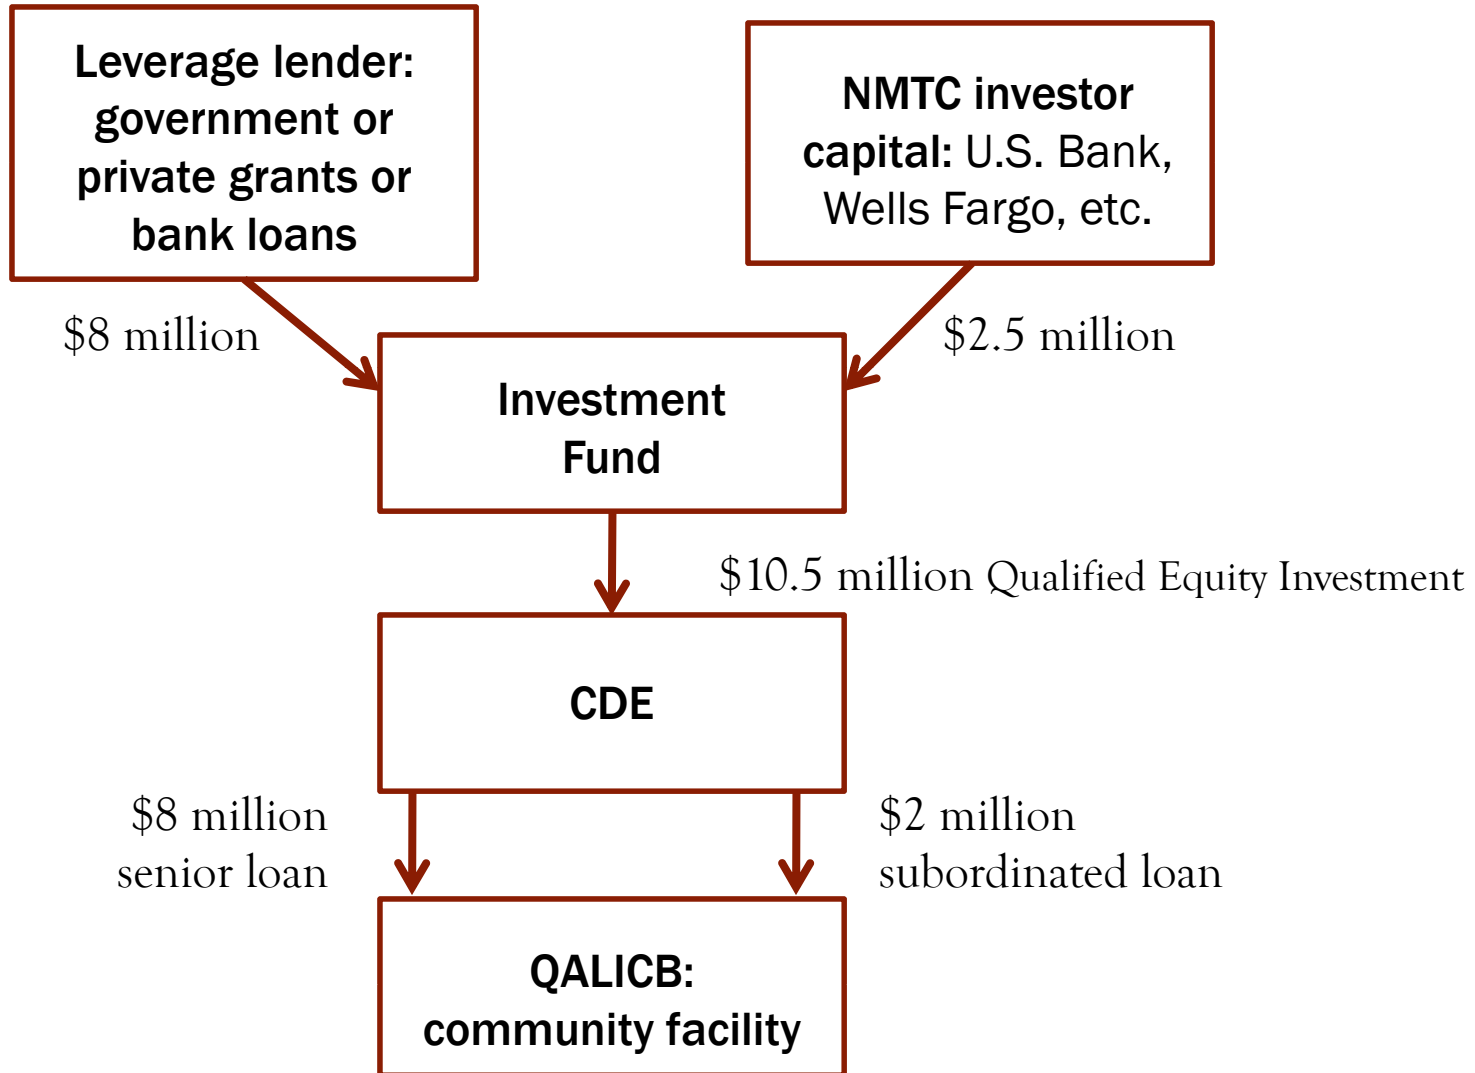 Leverage lender:
government or
private grants or
bank loans
NMTC investor
capital: U.S. Bank,
Wells Fargo, etc.
$8 million
$2.5 million
Investment
Fund
$10.5 million Qualified Equity Investment
CDE
$8 million
senior loan
$2 million
subordinated loan
QALICB:
community facility